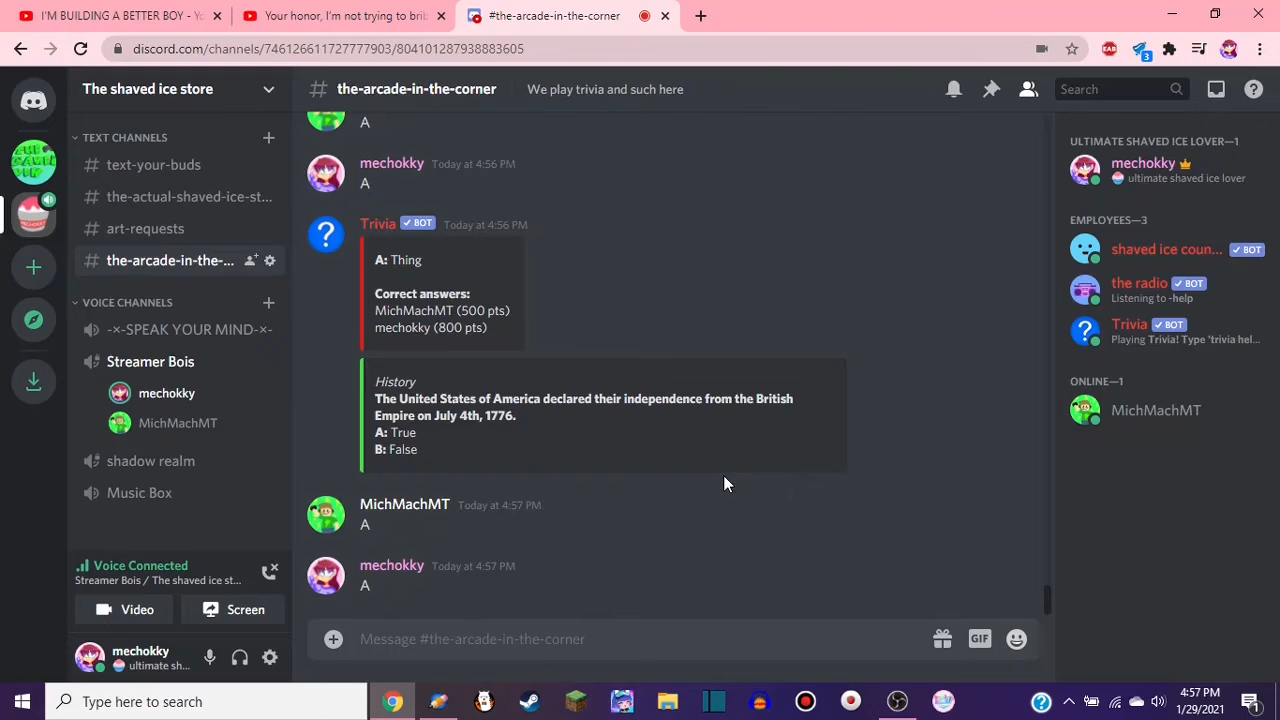 I'M BUILDING A BETTER BOY - Yo
Your honor, I'm not trying to brib
#the-arcade-in-the-corner
discord.com/channels/746126611727777903/804101287938883605
EAB
3
The shaved ice store
the-arcade-in-the-corner
We play trivia and such here
Search
TEXT CHANNELS
text-your-buds
the-actual-shaved-ice-st...
art-requests
the-arcade-in-the-...
VOICE CHANNELS
-×-SPEAK YOUR MIND-×-
Streamer Bois
mechokky
MichMachMT
shadow realm
Music Box
Voice Connected
Streamer Bois / The shaved ice st...
Video
Screen
mechokky
ultimate sh...
A
mechokky Today at 4:56 PM
A
Trivia BOT Today at 4:56 PM
A: Thing
Correct answers:
MichMachMT (500 pts)
mechokky (800 pts)
History
The United States of America declared their independence from the British
Empire on July 4th, 1776.
A: True
B: False
MichMachMT Today at 4:57 PM
A
mechokky Today at 4:57 PM
A
Message #the-arcade-in-the-corner
GIF
ULTIMATE SHAVED ICE LOVER—1
mechokky
ultimate shaved ice lover
EMPLOYEES—3
shaved ice coun... BOT
the radio BOT
Listening to -help
Trivia BOT
Playing Trivia! Type 'trivia hel...
ONLINE—1
MichMachMT
Type here to search
4:57 PM
1/29/2021
1